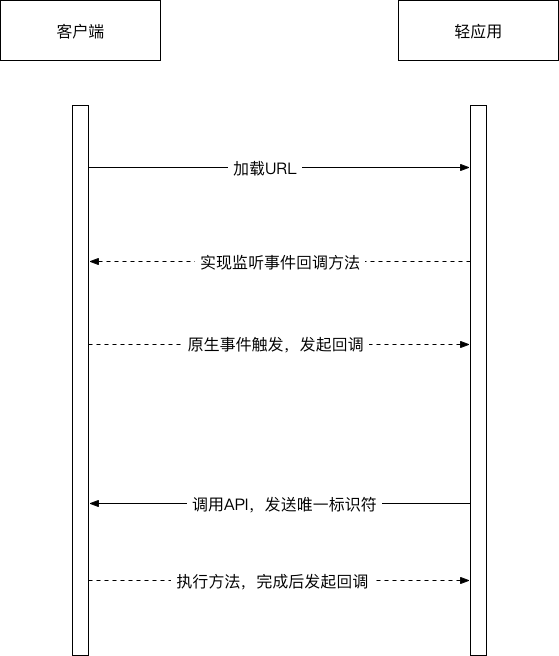 客户端
轻应用
加载URL
实现监听事件回调方法
原生事件触发，发起回调
调用API，发送唯一标识符
执行方法，完成后发起回调